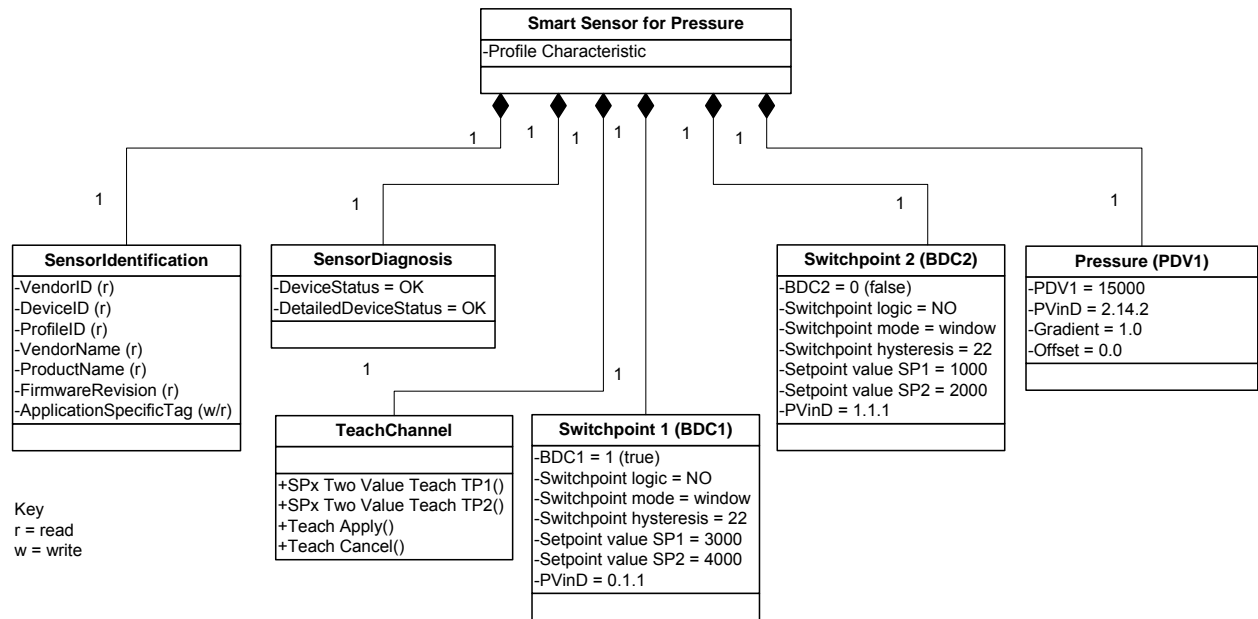 Smart Sensor for Pressure
-Profile Characteristic
1
1
1
1
1
1
1
1
1
1
1
1
SensorIdentification
-VendorID (r)
-DeviceID (r)
-ProfileID (r)
-VendorName (r)
-ProductName (r)
-FirmwareRevision (r)
-ApplicationSpecificTag (w/r)
SensorDiagnosis
-DeviceStatus = OK
-DetailedDeviceStatus = OK
TeachChannel
+SPx Two Value Teach TP1()
+SPx Two Value Teach TP2()
+Teach Apply()
+Teach Cancel()
Switchpoint 1 (BDC1)
-BDC1 = 1 (true)
-Switchpoint logic = NO
-Switchpoint mode = window
-Switchpoint hysteresis = 22
-Setpoint value SP1 = 3000
-Setpoint value SP2 = 4000
-PVinD = 0.1.1
Switchpoint 2 (BDC2)
-BDC2 = 0 (false)
-Switchpoint logic = NO
-Switchpoint mode = window
-Switchpoint hysteresis = 22
-Setpoint value SP1 = 1000
-Setpoint value SP2 = 2000
-PVinD = 1.1.1
Pressure (PDV1)
-PDV1 = 15000
-PVinD = 2.14.2
-Gradient = 1.0
-Offset = 0.0
Key
r = read
w = write